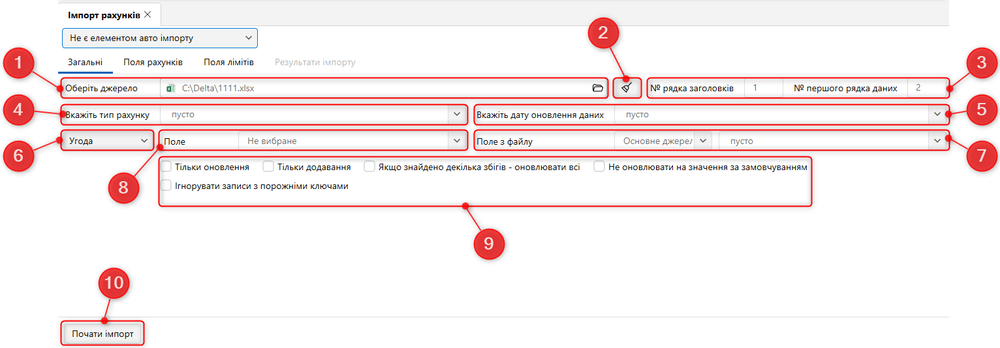 Імпорт рахунків
Не є елементом авто імпорту
2
1
Загальні Поля рахунків Поля лімітів Результати імпорту
3
Оберіть джерело C:\Delta\1111.xlsx № рядка заголовків 1 № першого рядка даних 2
4 Вкажіть тип рахунку пусто Вкажіть дату оновлення даних пусто 5
6 Угода Поле Не вибране Поле з файлу Основне джерел пусто 7
Тільки оновлення Тільки додавання Якщо знайдено декілька збігів - оновлювати всі Не оновлювати на значення за замовчуванням
8 Ігнорувати записи з порожніми ключами
9
10
Почати імпорт